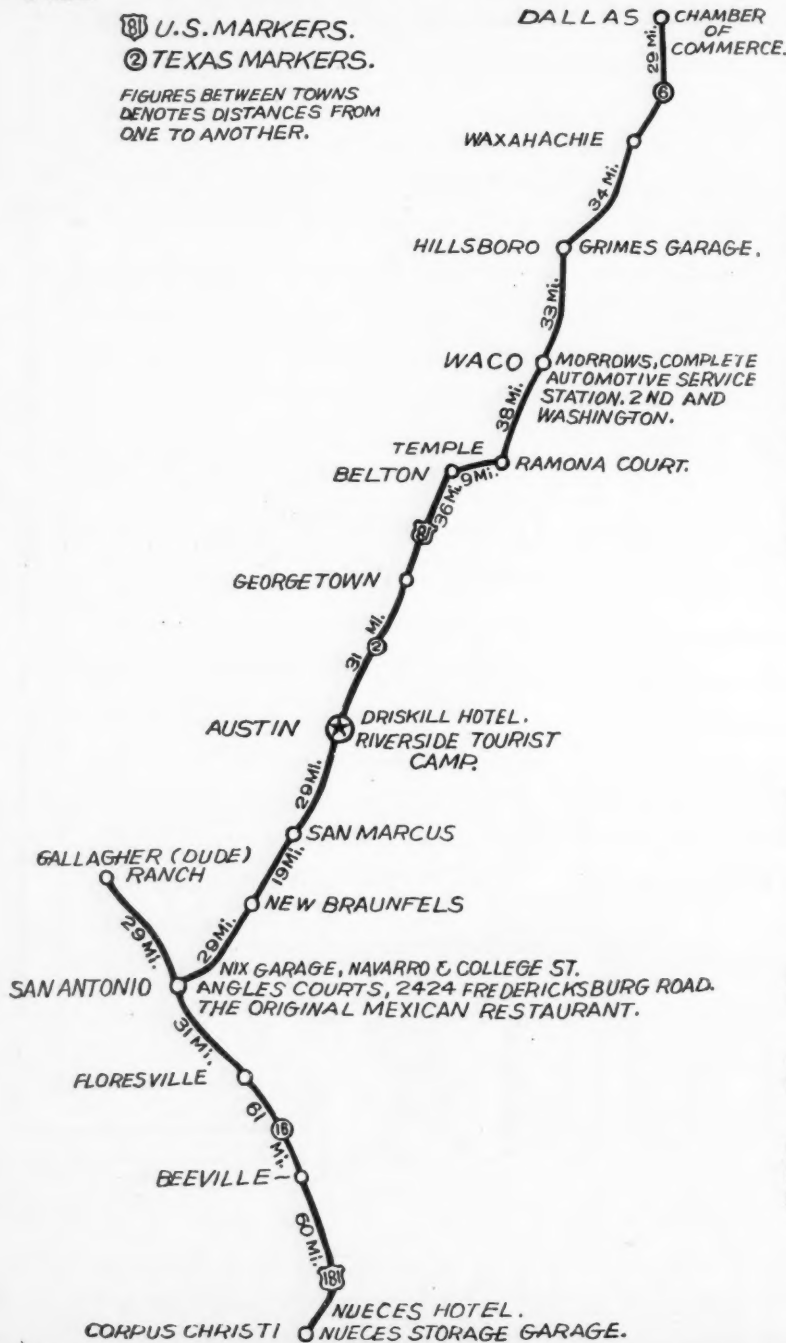 81 U.S. MARKERS.
② TEXAS MARKERS.
FIGURES BETWEEN TOWNS
DENOTES DISTANCES FROM
ONE TO ANOTHER.
DALLAS CHAMBER
OF
COMMERCE.
29 Mi.
6
WAXAHACHIE
34 Mi.
HILLSBORO GRIMES GARAGE.
33 Mi.
WACO MORROWS, COMPLETE
AUTOMOTIVE SERVICE
STATION. 2ND AND
WASHINGTON.
38 Mi.
TEMPLE
RAMONA COURT.
BELTON
9 Mi.
36 Mi.
81
GEORGETOWN
31 Mi.
2
AUSTIN DRISKILL HOTEL.
RIVERSIDE TOURIST
CAMP.
29 Mi.
SAN MARCUS
19 Mi.
GALLAGHER (DUDE)
RANCH
NEW BRAUNFELS
29 Mi.
29 Mi.
SAN ANTONIO
NIX GARAGE, NAVARRO & COLLEGE ST.
ANGLES COURTS, 2424 FREDERICKSBURG ROAD.
THE ORIGINAL MEXICAN RESTAURANT.
31 Mi.
FLORESVILLE
61 Mi.
16
BEEVILLE
60 Mi.
181
CORPUS CHRISTI
NUECES HOTEL.
NUECES STORAGE GARAGE.